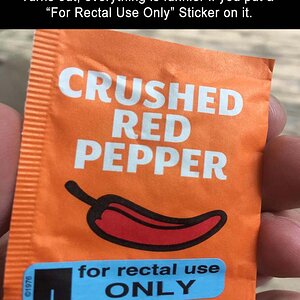 Turns out, everything is funnier if you put a
“For Rectal Use Only” Sticker on it.
CRUSHED
RED
PEPPER
©1976
for rectal use
ONLY